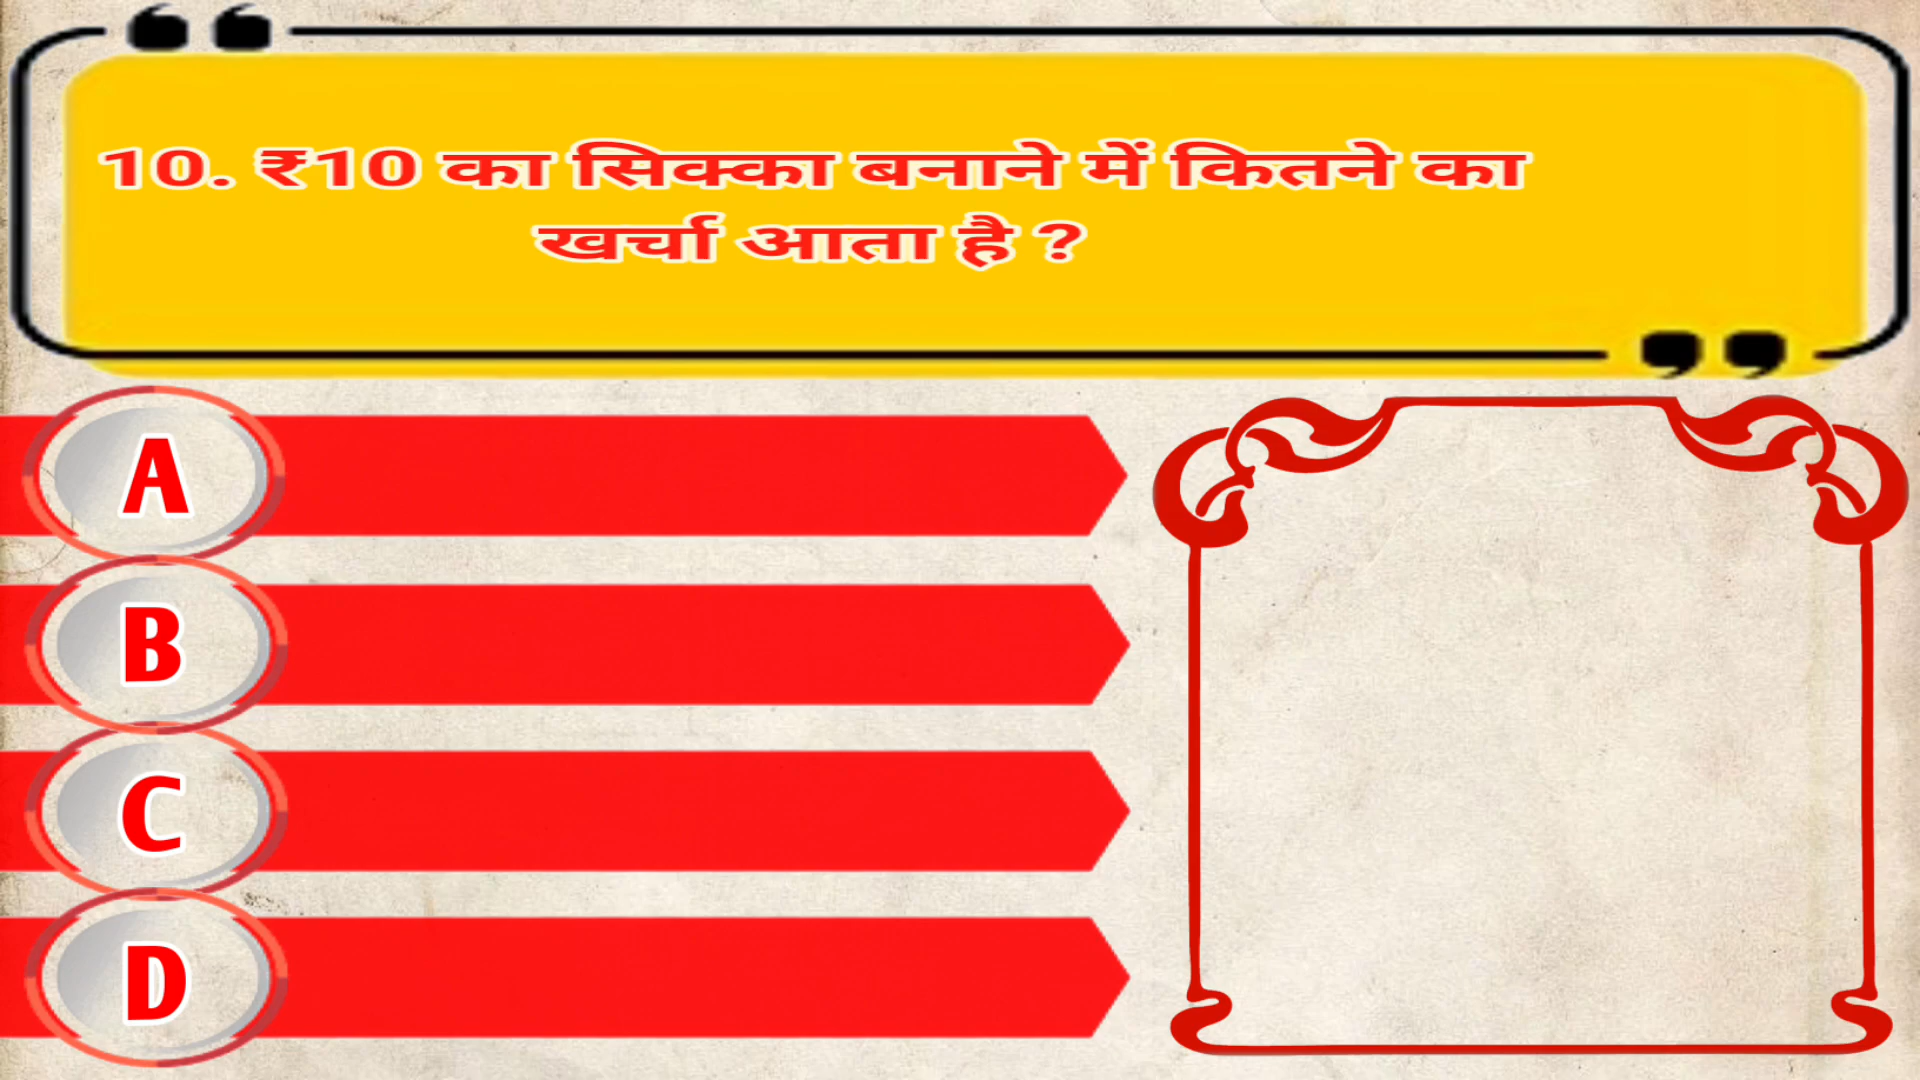 10. ₹10 का सिक्का बनाने में कितने का
खर्चा आता है ?
A
B
C
D